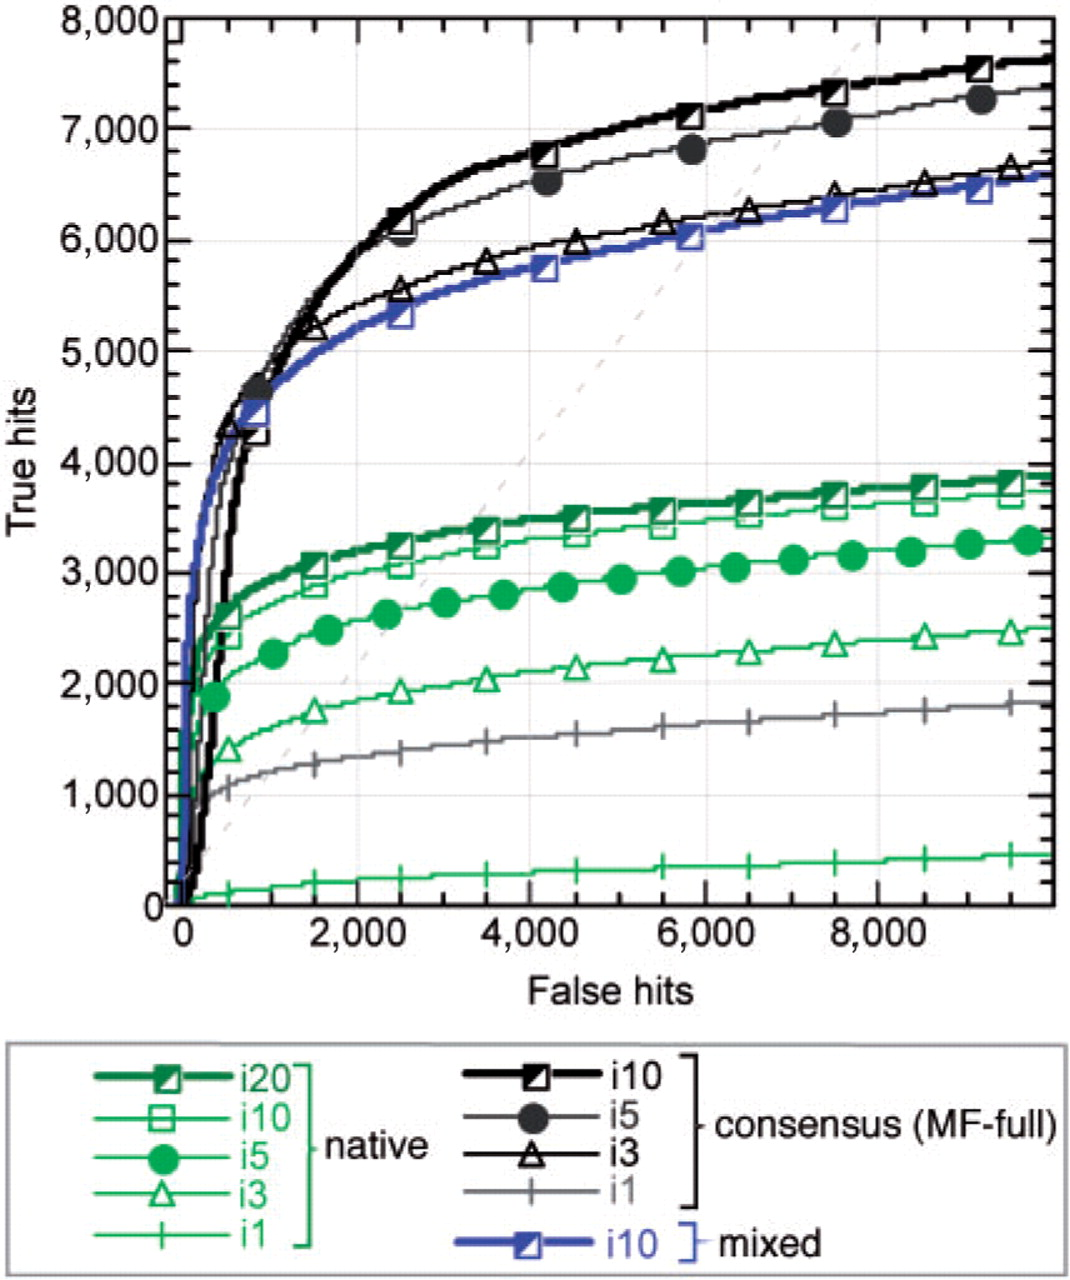 8,000
7,000
6,000
5,000
4,000
3,000
2,000
1,000
0
True hits
0 2,000 4,000 6,000 8,000
False hits
i20
i10
i5
i3
i1
native
i10
i5
i3
i1
consensus (MF-full)
i10
mixed